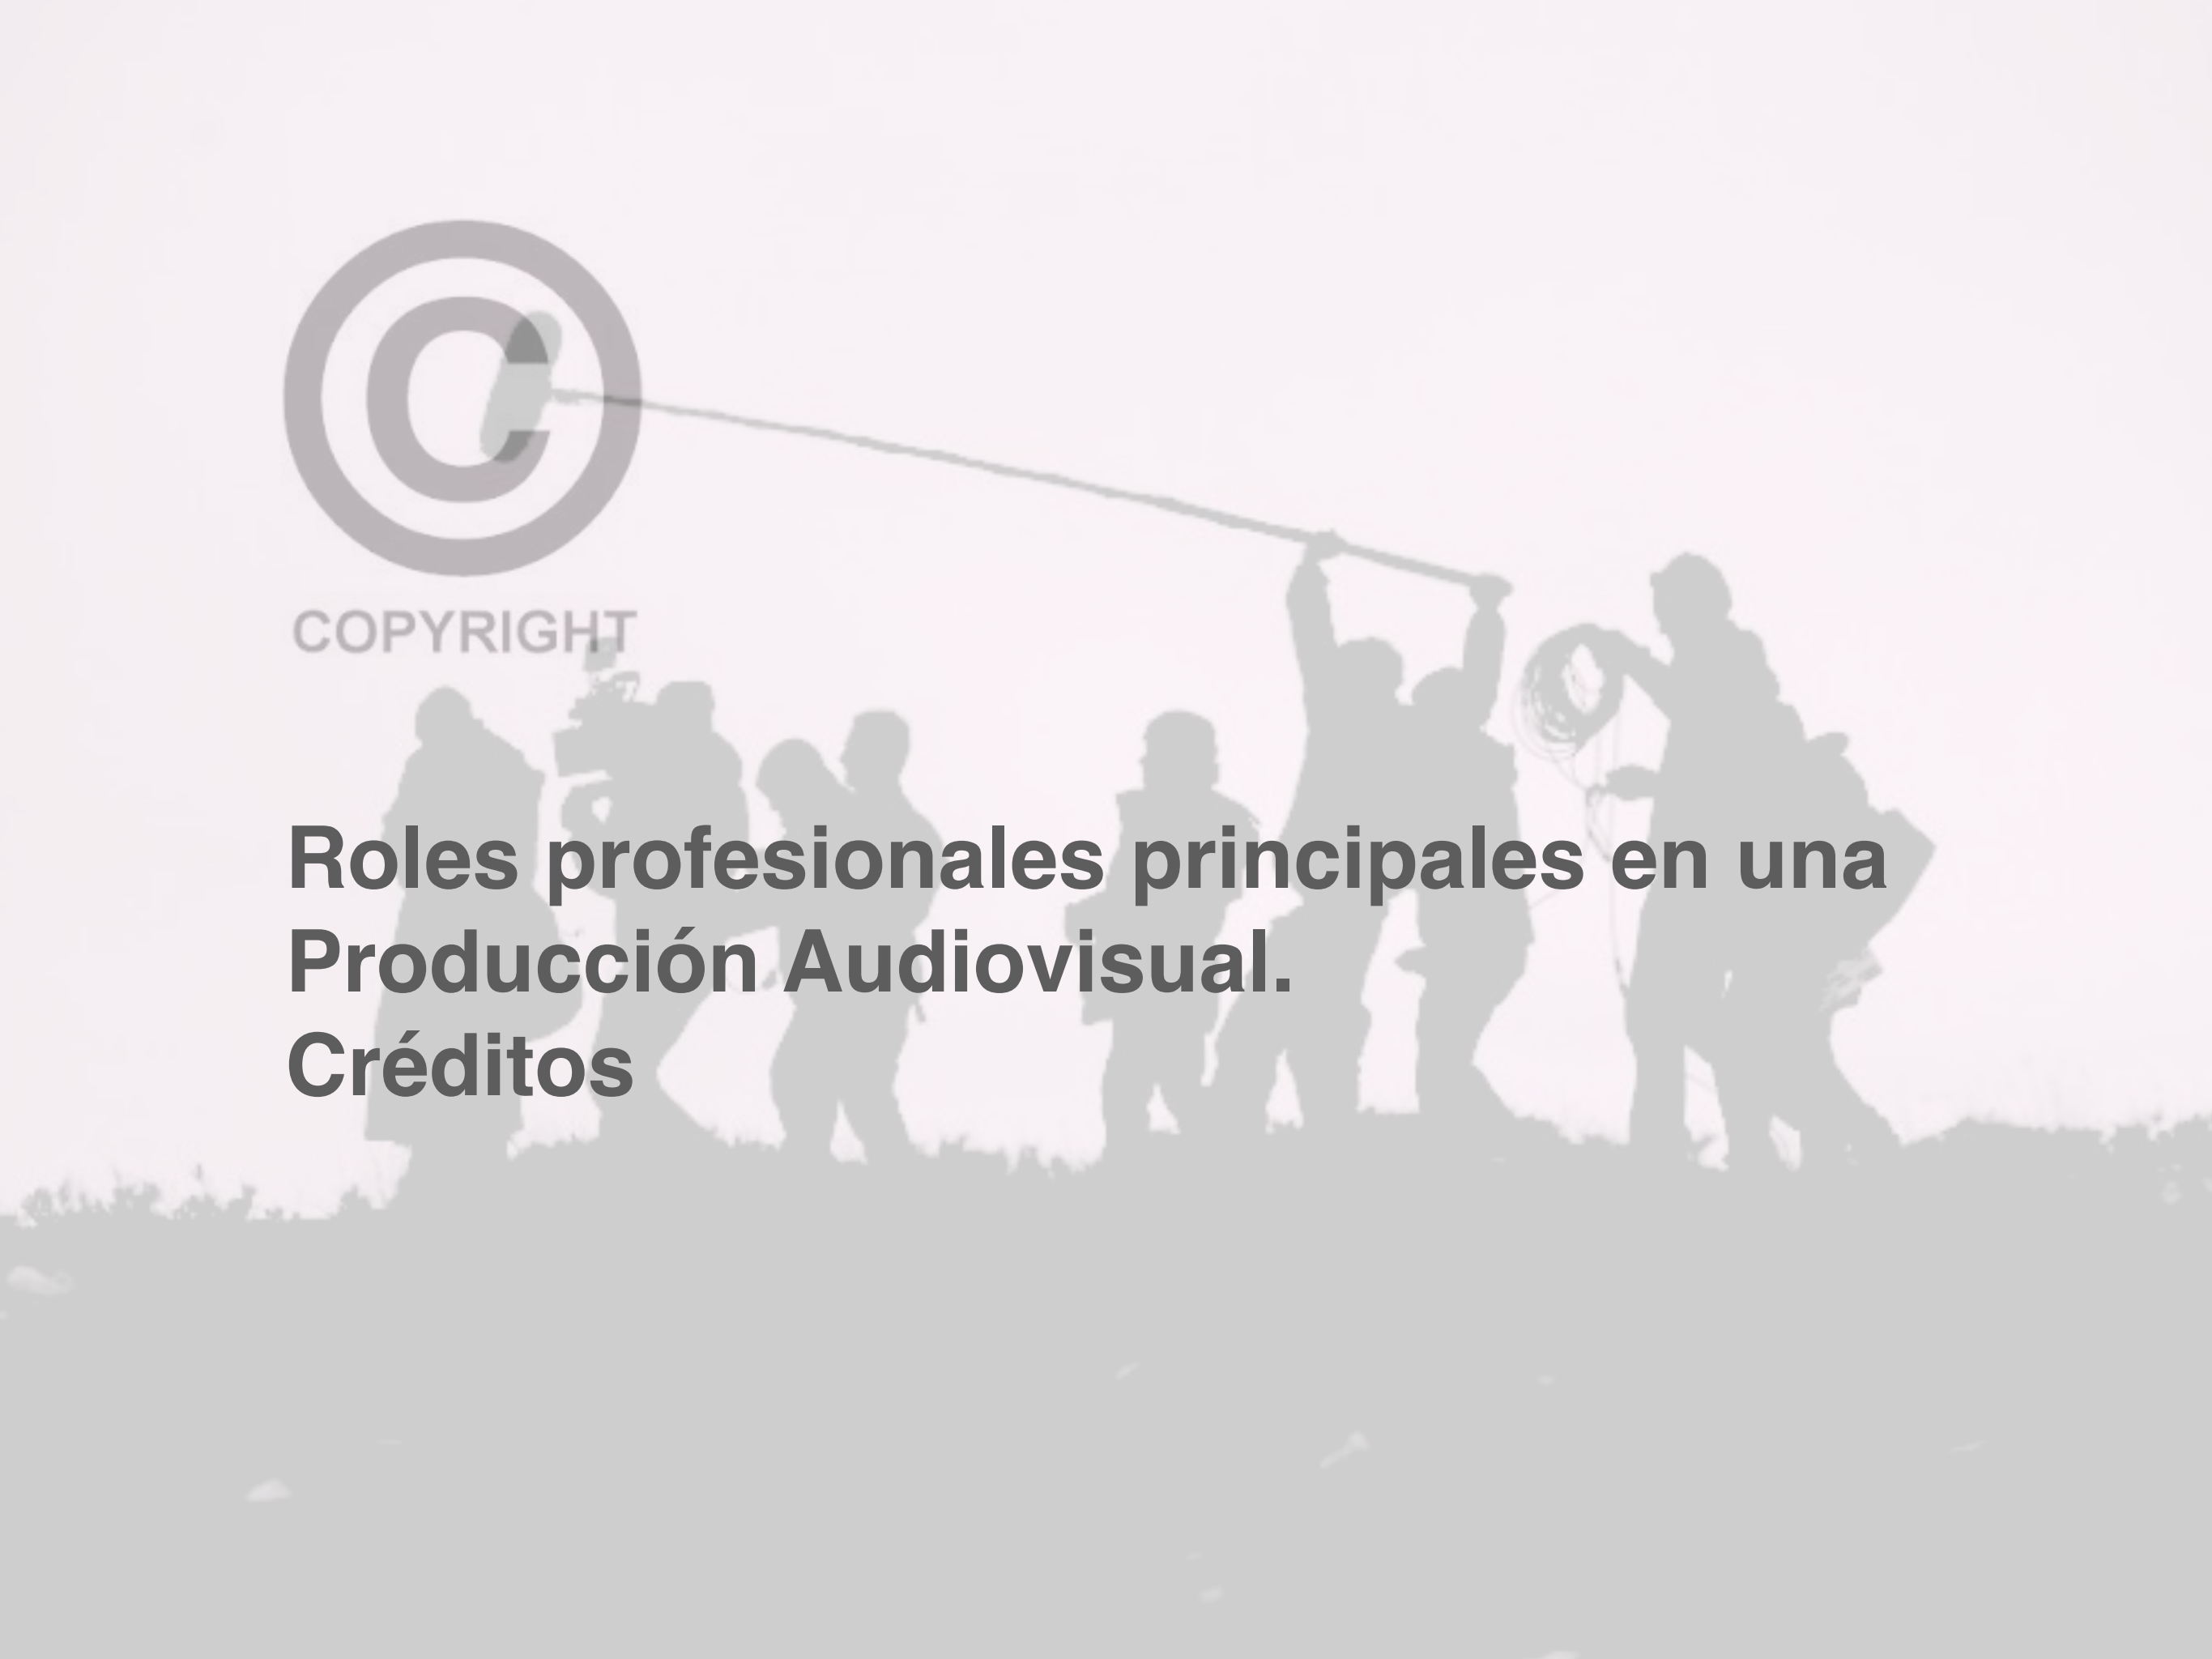 ©
COPYRIGHT
Roles profesionales principales en una
Producción Audiovisual.
Créditos